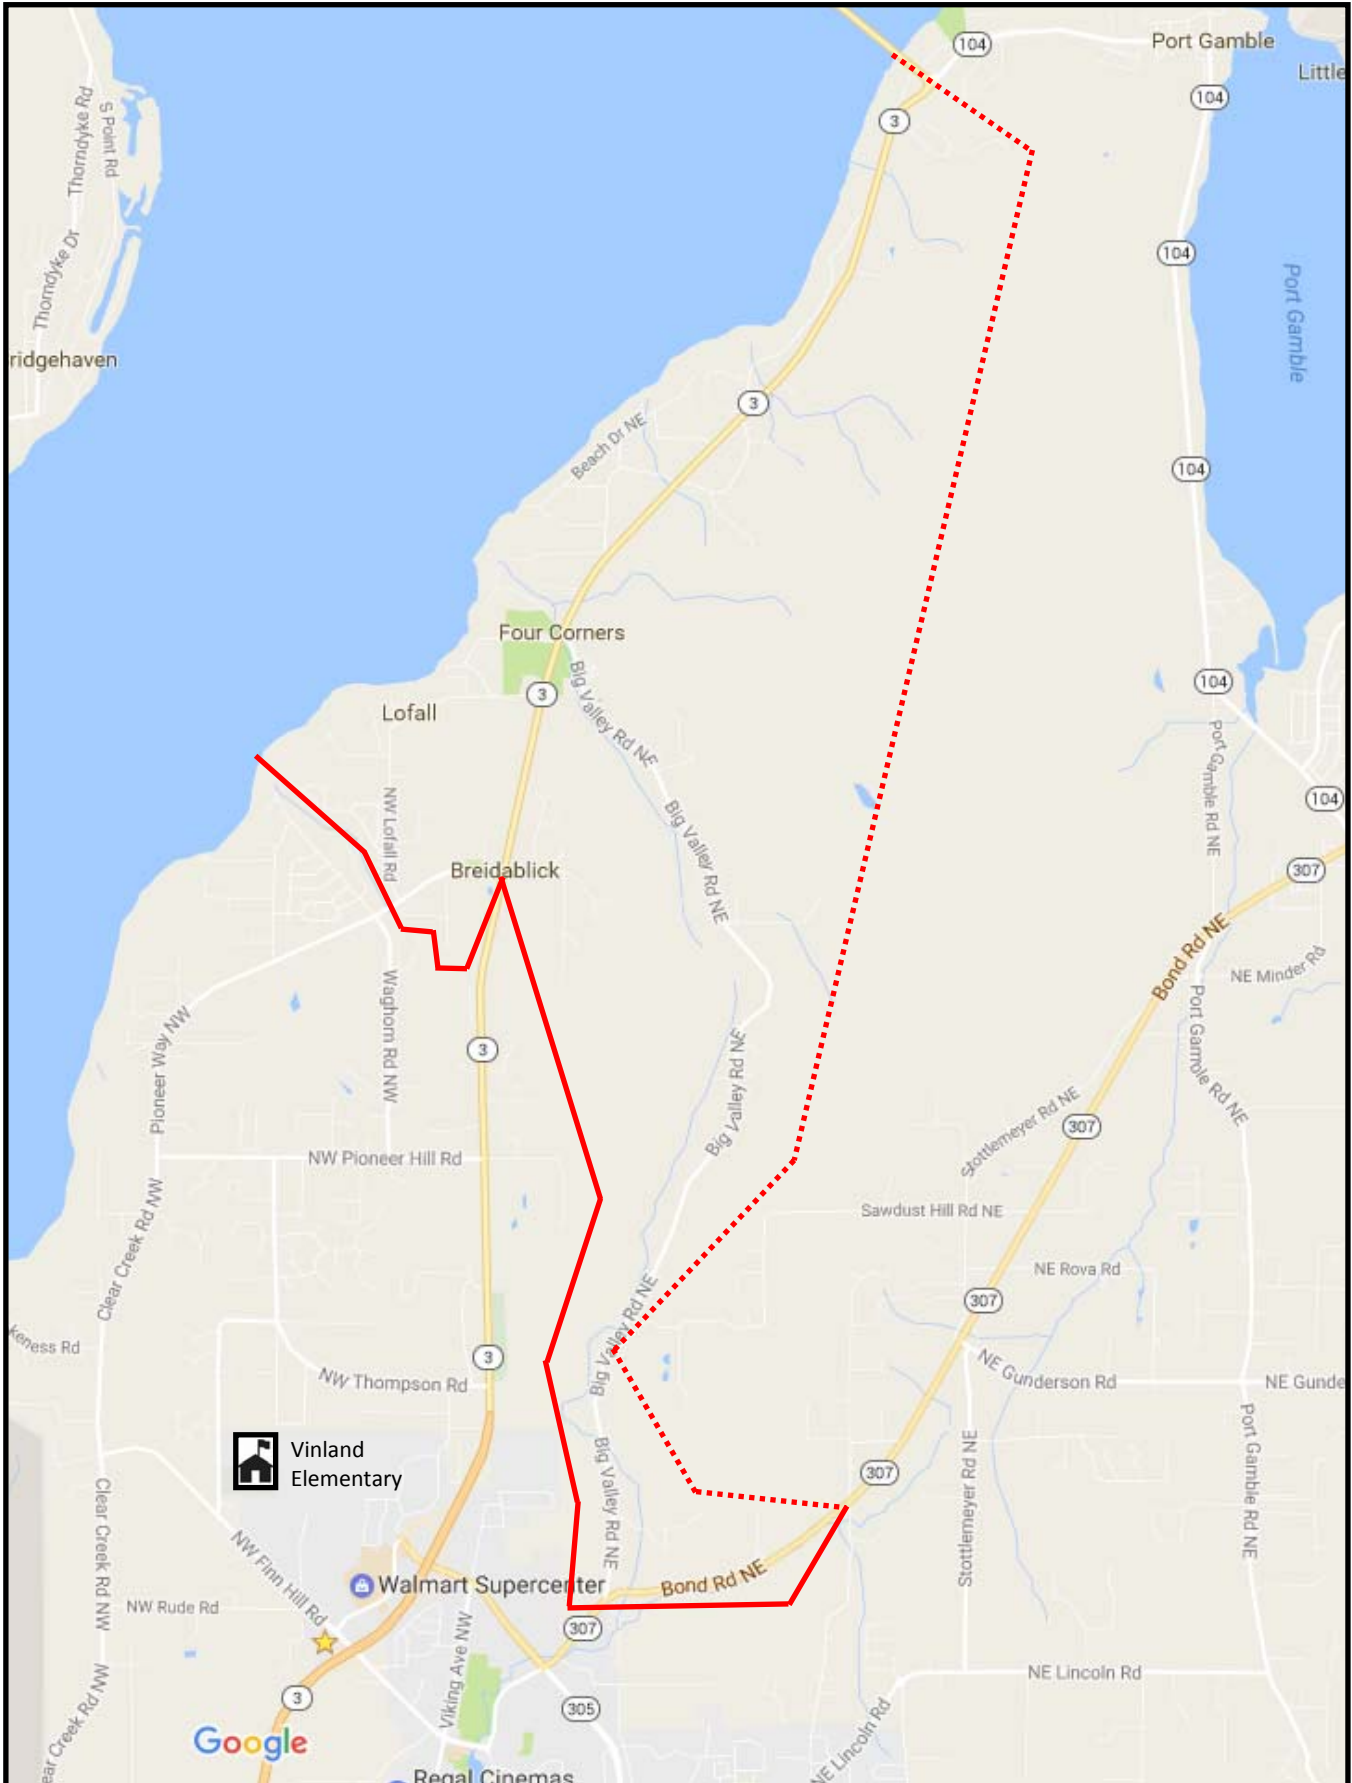 104
Port Gamble
Little
104
3
Thorndyke Rd
S Point Rd
Thorndyke Dr
104
Port Gamble
ridgehaven
3
Beach Dr NE
104
Four Corners
3
Big Valley Rd NE
104
Lofall
Port Gamble Rd NE
104
NW Lofall Rd
Big Valley Rd NE
Breidablick
307
Bond Rd NE
NE Minder Rd
Waghorn Rd NW
Pioneer Way NW
3
Big Valley Rd NE
Port Gamble Rd NE
Stottlemeyer Rd NE
307
NW Pioneer Hill Rd
Sawdust Hill Rd NE
Clear Creek Rd NW
NE Rova Rd
307
Big Valley Rd NE
keness Rd
3
NW Thompson Rd
NE Gunderson Rd
NE Gunde
Vinland
Elementary
Big Valley Rd NE
307
Stottlemeyer Rd NE
Port Gamble Rd NE
Clear Creek Rd NW
NW Finn Hill Rd
Walmart Supercenter
Bond Rd NE
NW Rude Rd
307
Viking Ave NW
NE Lincoln Rd
3
305
ear Creek Rd NW
NE Lincoln Rd
Google
Regal Cinemas